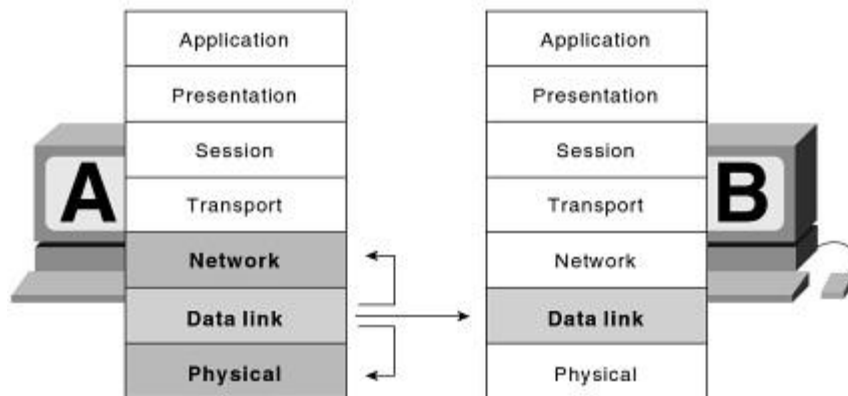 A
Application
Presentation
Session
Transport
Network
Data link
Physical
Application
Presentation
Session
Transport
Network
Data link
Physical
B